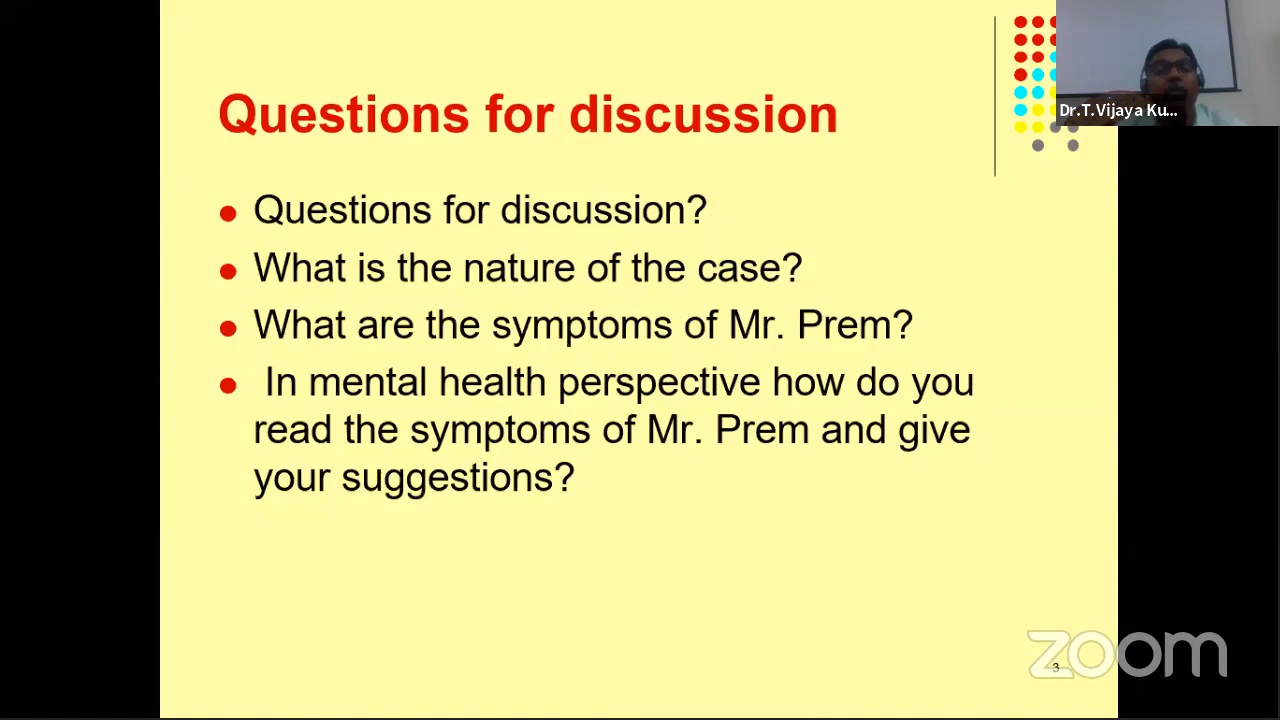 Questions for discussion
Dr.T.Vijaya Ku...
Questions for discussion?
What is the nature of the case?
What are the symptoms of Mr. Prem?
In mental health perspective how do you
read the symptoms of Mr. Prem and give
your suggestions?
zoom
3